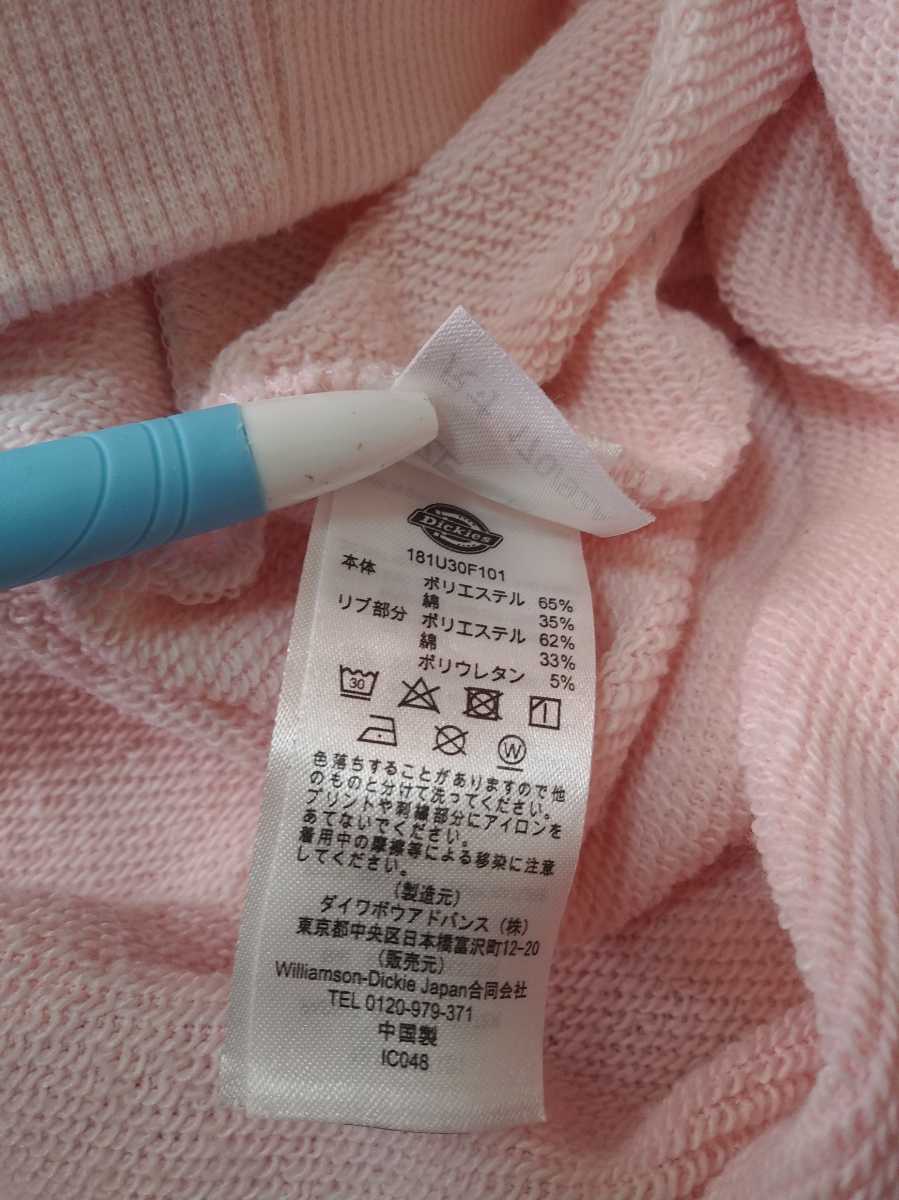 Dickies
181U30F101
本体 ポリエステル 65%
綿 35%
リブ部分 ポリエステル 62%
綿 33%
ポリウレタン 5%
30
W
色落ちすることがありますので他
のものと分けて洗ってください。
プリントや刺繍部分にアイロンを
あてないでください。
着用中の摩擦等による移染に注意
してください。
(製造元)
ダイワボウアドバンス(株)
東京都中央区日本橋富沢町12-20
(販売元)
Williamson-Dickie Japan合同会社
TEL 0120-979-371
中国製
IC048